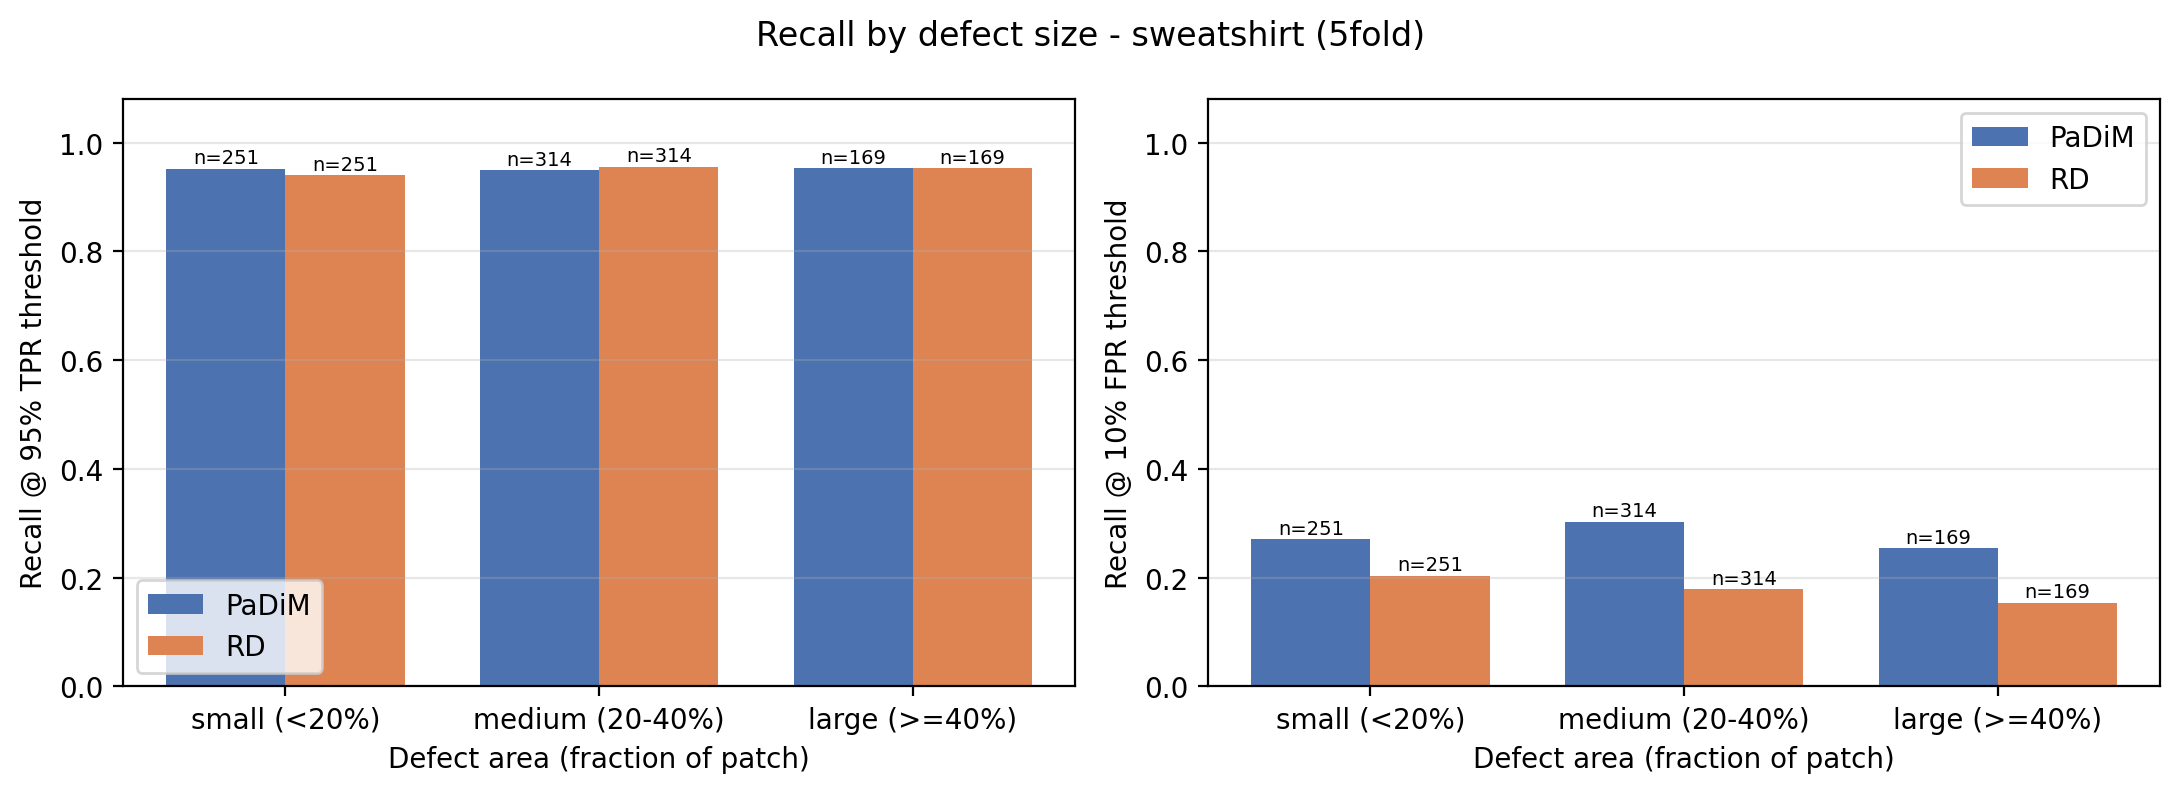 Recall by defect size - sweatshirt (5fold)
Recall @ 95% TPR threshold
1.0
0.8
0.6
0.4
0.2
0.0
n=251
n=251
n=314
n=314
n=169
n=169
PaDiM
RD
small (<20%)
medium (20-40%)
large (>=40%)
Defect area (fraction of patch)
Recall @ 10% FPR threshold
1.0
0.8
0.6
0.4
0.2
0.0
PaDiM
RD
n=251
n=251
n=314
n=314
n=169
n=169
small (<20%)
medium (20-40%)
large (>=40%)
Defect area (fraction of patch)